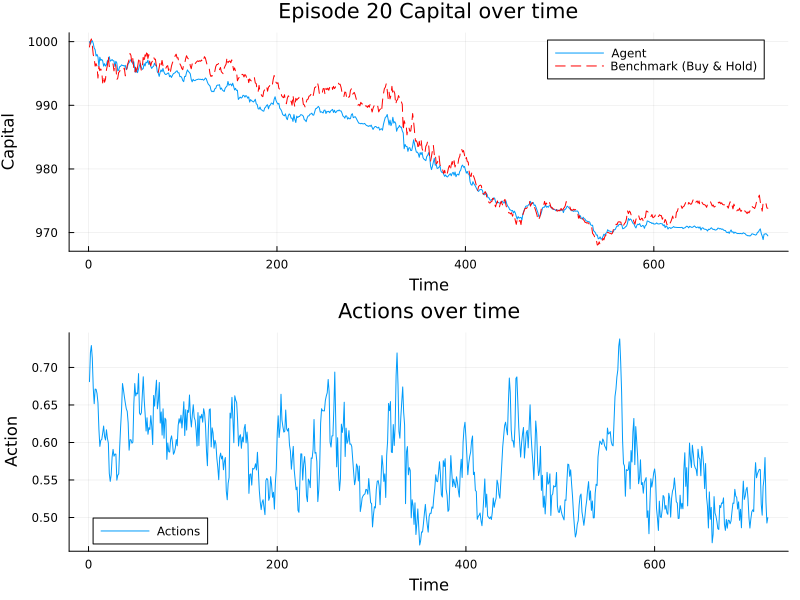 Episode 20 Capital over time
1000
990
980
970
Capital
Agent
Benchmark (Buy & Hold)
0
200
400
600
Time
Actions over time
0.70
0.65
0.60
0.55
0.50
Action
Actions
0
200
400
600
Time